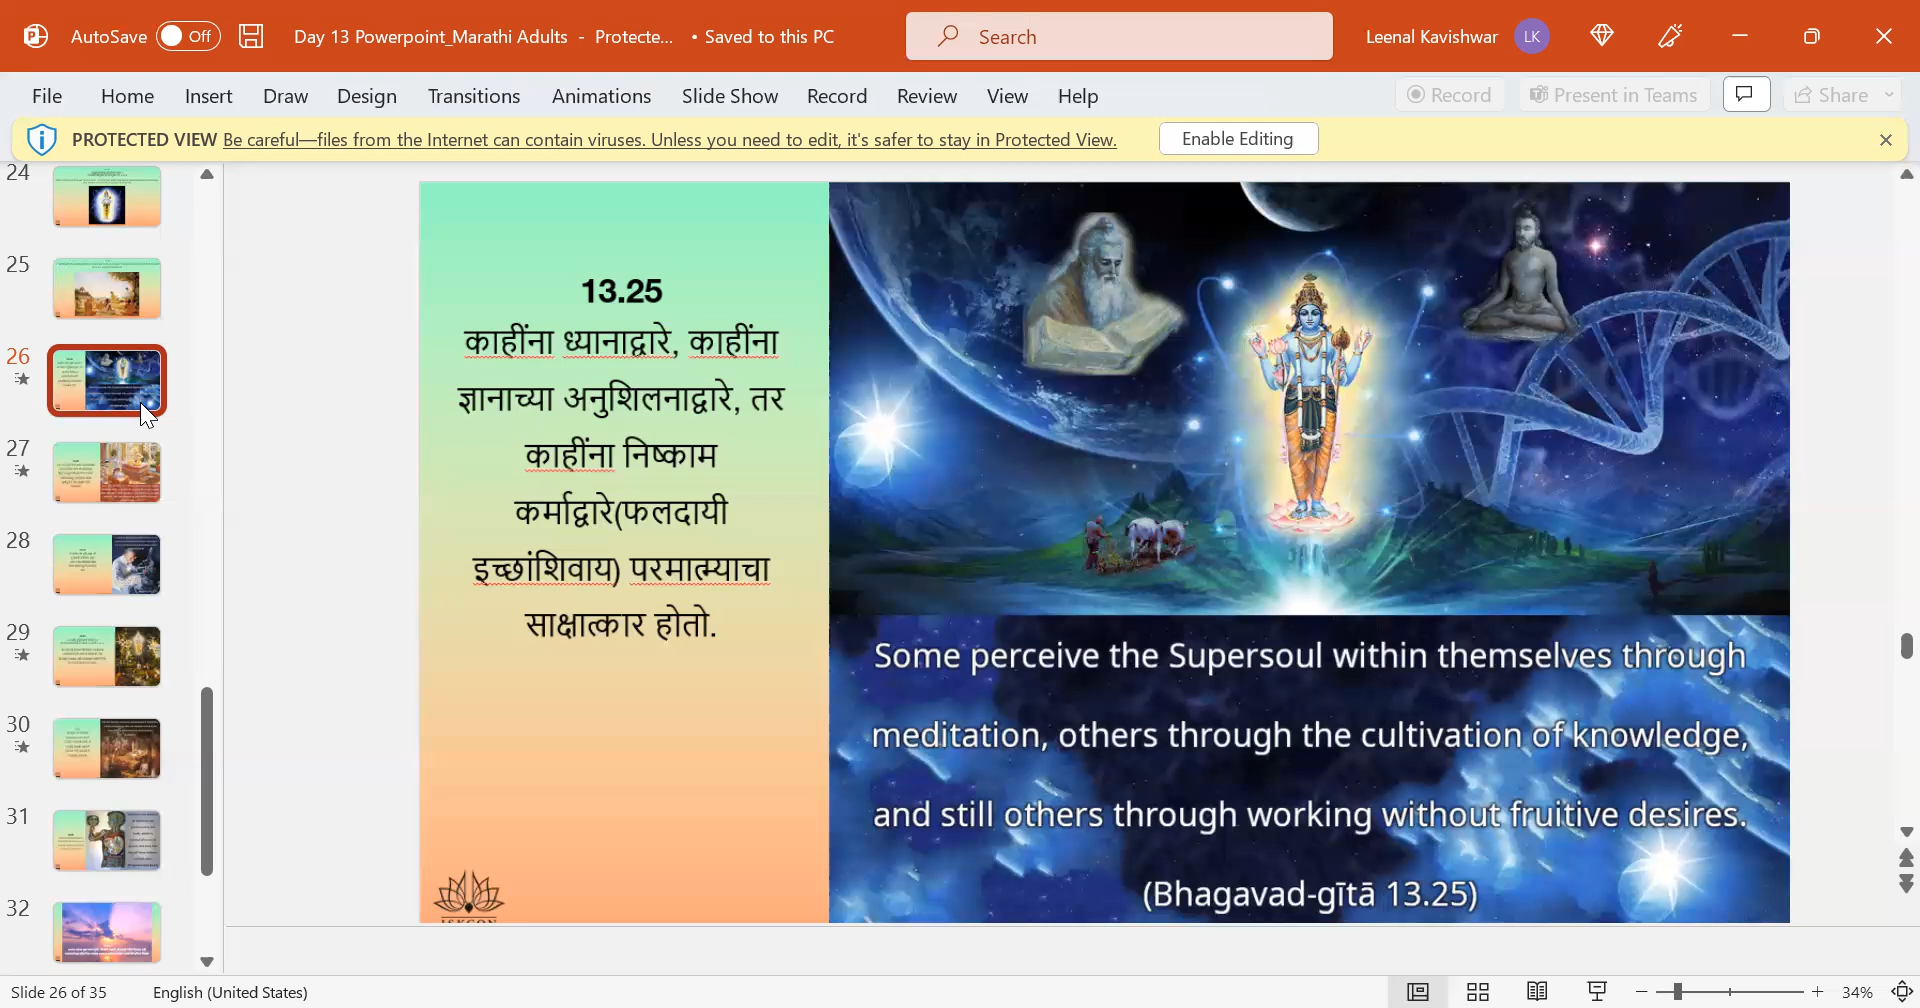 AutoSave Off Day 13 Powerpoint_Marathi Adults - Protecte... • Saved to this PC Search Leenal Kavishwar LK
File Home Insert Draw Design Transitions Animations Slide Show Record Review View Help Record Present in Teams Share
PROTECTED VIEW Be careful—files from the Internet can contain viruses. Unless you need to edit, it's safer to stay in Protected View. Enable Editing
24
25
26
27
28
29
30
31
32
13.25
काहींना ध्यानाद्वारे, काहींना
ज्ञानाच्या अनुशिलनाद्वारे, तर
काहींना निष्काम
कर्माद्वारे(फलदायी
इच्छांशिवाय) परमात्म्याचा
साक्षात्कार होतो.
ISKCON
Some perceive the Supersoul within themselves through
meditation, others through the cultivation of knowledge,
and still others through working without fruitive desires.
(Bhagavad-gītā 13.25)
Slide 26 of 35 English (United States) 34%